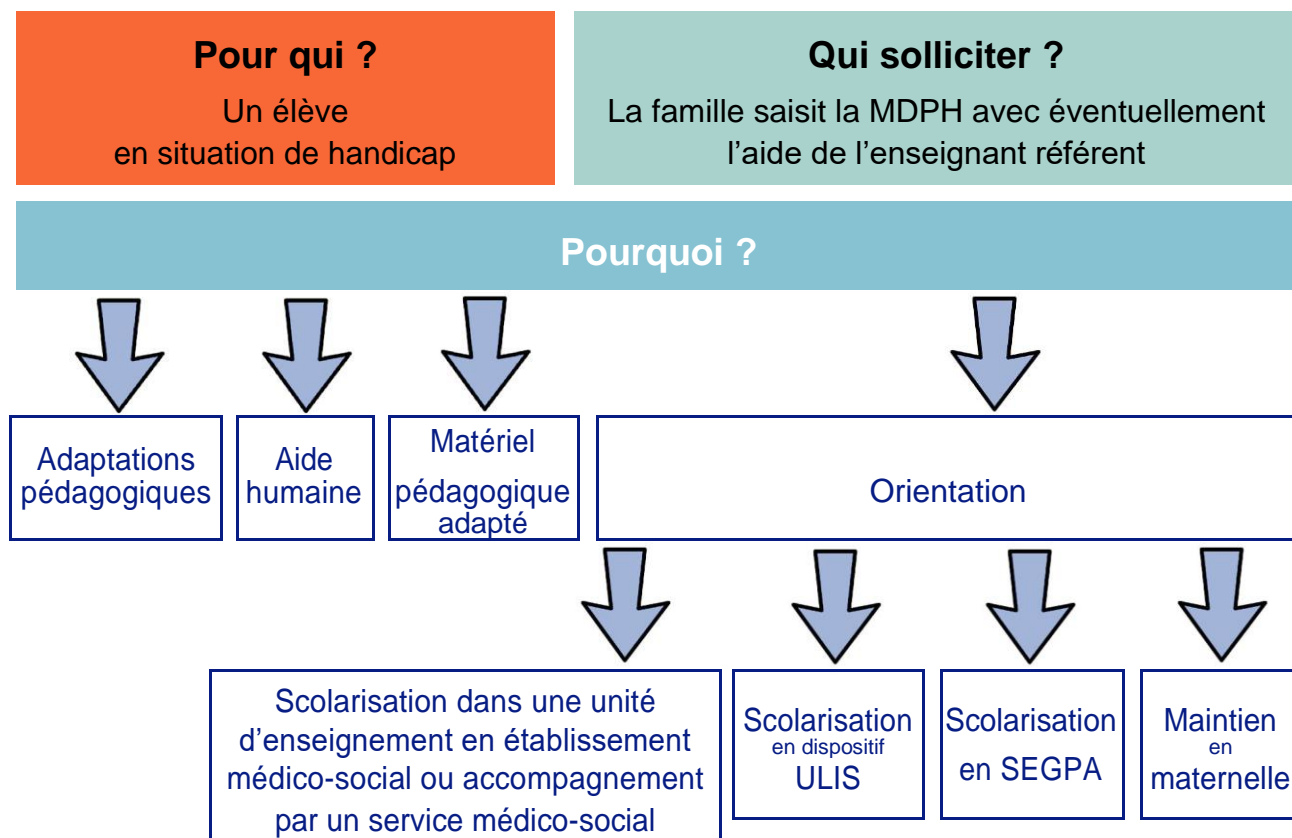 Pour qui ?
Un élève
en situation de handicap
Qui solliciter ?
La famille saisit la MDPH avec éventuellement
l’aide de l’enseignant référent
Pourquoi ?
Adaptations
pédagogiques
Aide
humaine
Matériel
pédagogique
adapté
Orientation
Scolarisation dans une unité
d’enseignement en établissement
médico-social ou accompagnement
par un service médico-social
Scolarisation
en dispositif
ULIS
Scolarisation
en SEGPA
Maintien
en
maternelle